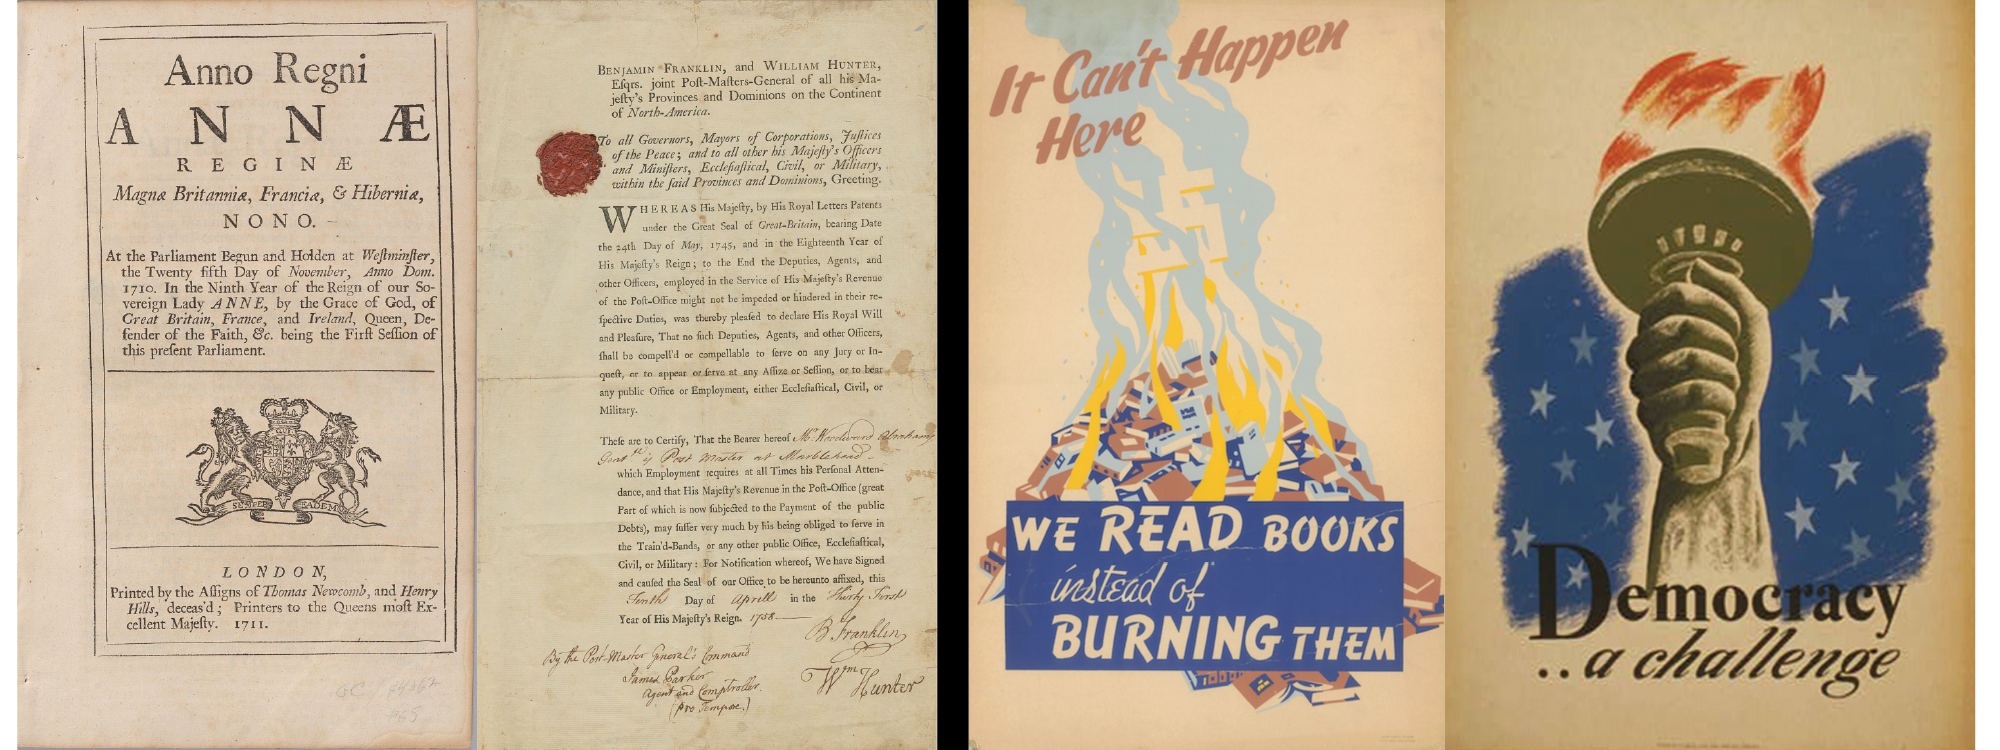 Anno Regni
ANNÆ
REGINÆ
Magnæ Britanniæ, Franciæ, & Hiberniæ,
NONO.
At the Parliament Begun and Holden at Weſtminſter,
the Twenty fifth Day of November, Anno Dom.
1710. In the Ninth Year of the Reign of our So-
vereign Lady ANNE, by the Grace of God, of
Great Britain, France, and Ireland, Queen, De-
fender of the Faith, &c. being the Firſt Seſſion of
this preſent Parliament.
SEMPER EADEM
LONDON,
Printed by the Aſſigns of Thomas Newcomb, and Henry
Hills, deceas'd; Printers to the Queens moſt Ex-
cellent Majeſty. 1711.
BENJAMIN FRANKLIN, and WILLIAM HUNTER,
Eſqrs. joint Poſt-Maſters-General of all his Ma-
jeſty's Provinces and Dominions on the Continent
of North-America.
To all Governors, Mayors of Corporations, Juſtices
of the Peace; and to all other his Majeſty's Officers
and Miniſters, Eccleſiaſtical, Civil, or Military,
within the ſaid Provinces and Dominions, Greeting.
WHEREAS His Majeſty, by His Royal Letters Patents
under the Great Seal of Great-Britain, bearing Date
the 24th Day of May, 1745, and in the Eighteenth Year of
His Majeſty's Reign; to the End the Deputies, Agents, and
other Officers, employed in the Service of His Majeſty's Revenue
of the Poſt-Office might not be impeded or hindered in their re-
ſpective Duties, was thereby pleaſed to declare His Royal Will
and Pleaſure, That no ſuch Deputies, Agents, and other Officers,
ſhall be compell'd or compellable to ſerve on any Jury or In-
queſt, or to appear or ſerve at any Aſſize or Seſſion, or to bear
any public Office or Employment, either Eccleſiaſtical, Civil, or
Military.
Theſe are to Certify, That the Bearer hereof Mr. Woodward Abraham
Gentn. is Post Master at Marblehead
which Employment requires at all Times his Perſonal Atten-
dance, and that His Majeſty's Revenue in the Poſt-Office (great
Part of which is now ſubjected to the Payment of the public
Debts), may ſuffer very much by his being obliged to ſerve in
the Train'd-Bands, or any other public Office, Eccleſiaſtical,
Civil, or Military: For Notification whereof, We have Signed
and cauſed the Seal of our Office to be hereunto affixed, this
Tenth Day of Aprell in the Thirty First
Year of His Majeſty's Reign. 1758.
B Franklin
By the Post-Master General's Command
James Parker
Agent and Comptroller
(pro Tempore.)
Wm Hunter
It Can't Happen
Here
WE READ BOOKS
instead of
BURNING THEM
Democracy
..a challenge